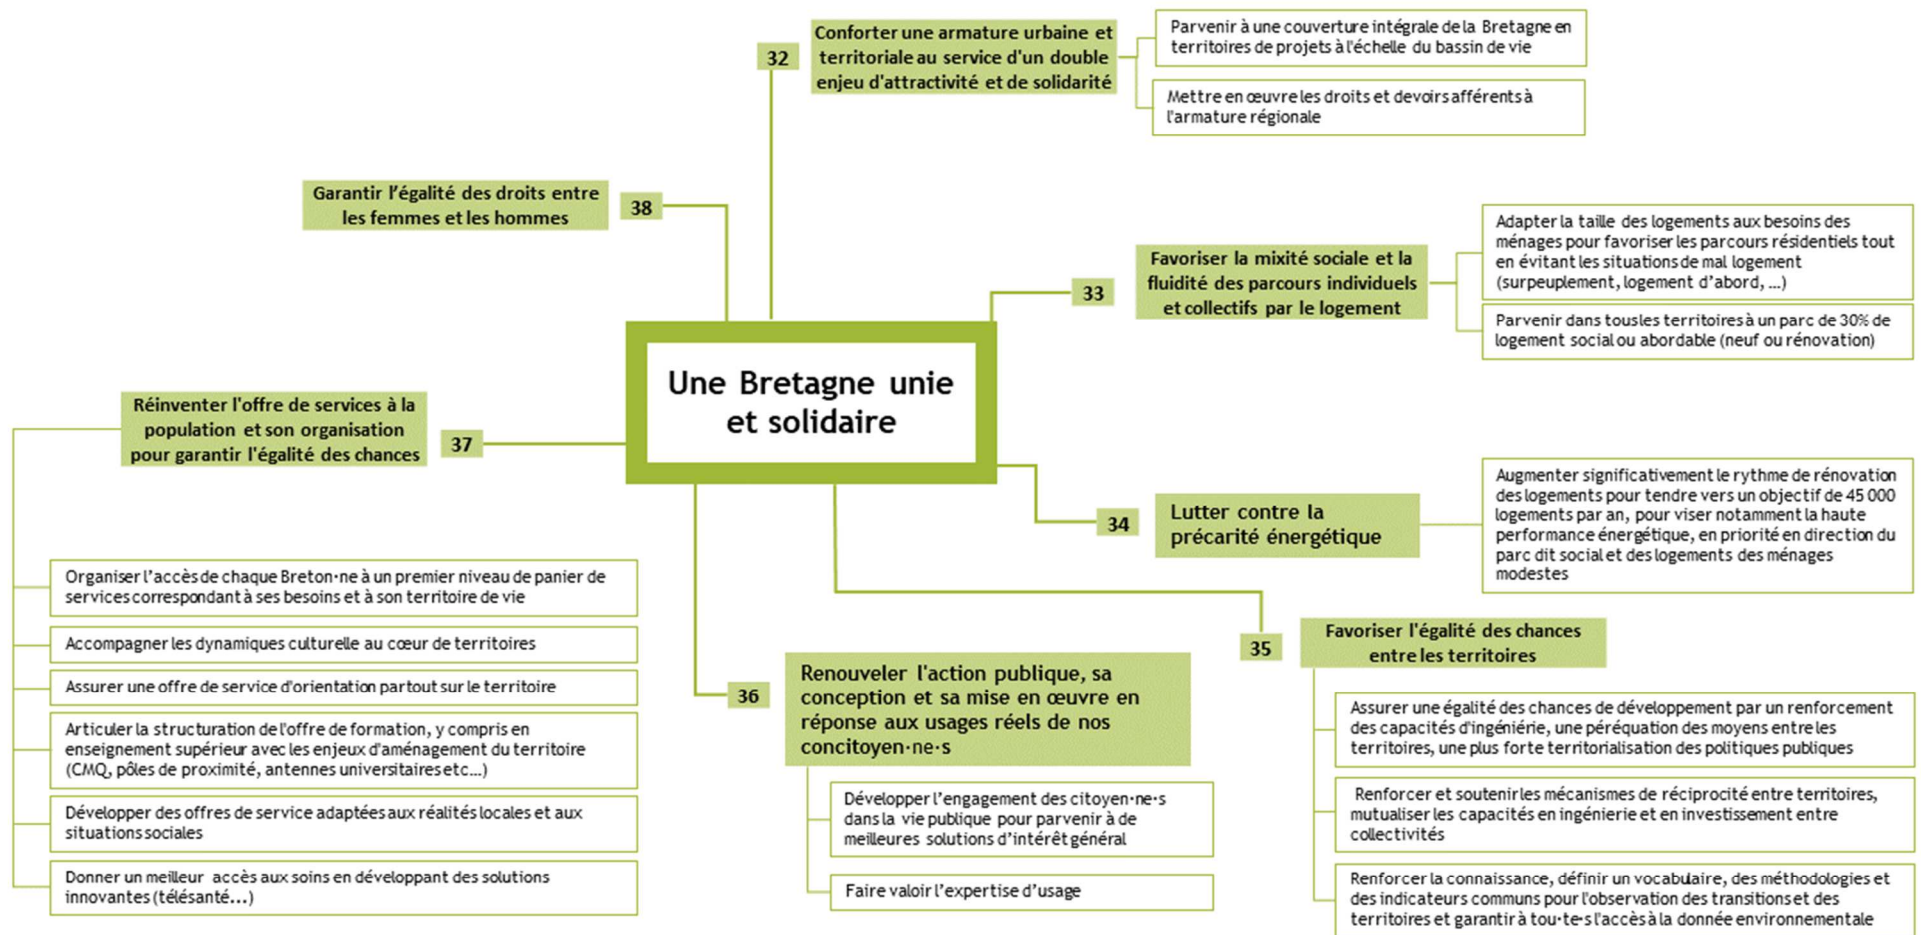 Une Bretagne unie
et solidaire
32
Conforter une armature urbaine et
territoriale au service d'un double
enjeu d'attractivité et de solidarité
Parvenir à une couverture intégrale de la Bretagne en
territoires de projets à l'échelle du bassin de vie
Mettre en œuvre les droits et devoirs afférents à
l'armature régionale
33
Favoriser la mixité sociale et la
fluidité des parcours individuels
et collectifs par le logement
Adapter la taille des logements aux besoins des
ménages pour favoriser les parcours résidentiels tout
en évitant les situations de mal logement
(surpeuplement, logement d'abord, …)
Parvenir dans tousles territoires à un parc de 30% de
logement social ou abordable (neuf ou rénovation)
34
Lutter contre la
précarité énergétique
Augmenter significativement le rythme de rénovation
des logements pour tendre vers un objectif de 45 000
logements par an, pour viser notamment la haute
performance énergétique, en priorité en direction du
parc dit social et des logements des ménages
modestes
35
Favoriser l'égalité des chances
entre les territoires
Assurer une égalité des chances de développement par un renforcement
des capacités d'ingéniérie, une péréquation des moyens entre les
territoires, une plus forte territorialisation des politiques publiques
Renforcer et soutenir les mécanismes de réciprocité entre territoires,
mutualiser les capacités en ingénierie et en investissement entre
collectivités
Renforcer la connaissance, définir un vocabulaire, des méthodologies et
des indicateurs communs pour l'observation des transitions et des
territoires et garantir à tou·te·s l'accès à la donnée environnementale
36
Renouveler l'action publique, sa
conception et sa mise en œuvre en
réponse aux usages réels de nos
concitoyen·ne·s
Développer l'engagement des citoyen·ne·s
dans la vie publique pour parvenir à de
meilleures solutions d'intérêt général
Faire valoir l'expertise d'usage
37
Réinventer l'offre de services à la
population et son organisation
pour garantir l'égalité des chances
Organiser l'accès de chaque Breton·ne à un premier niveau de panier de
services correspondant à ses besoins et à son territoire de vie
Accompagner les dynamiques culturelle au cœur de territoires
Assurer une offre de service d'orientation partout sur le territoire
Articuler la structuration de l'offre de formation, y compris en
enseignement supérieur avec les enjeux d'aménagement du territoire
(CMQ, pôles de proximité, antennes universitaires etc…)
Développer des offres de service adaptées aux réalités locales et aux
situations sociales
Donner un meilleur accès aux soins en développant des solutions
innovantes (télésanté...)
38
Garantir l'égalité des droits entre
les femmes et les hommes